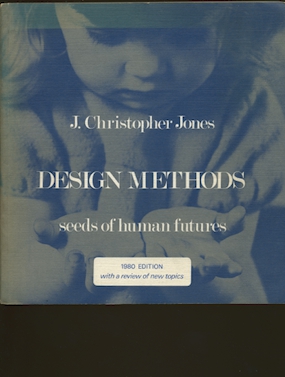 J. Christopher Jones
DESIGN METHODS
seeds of human futures
1980 EDITION
with a review of new topics